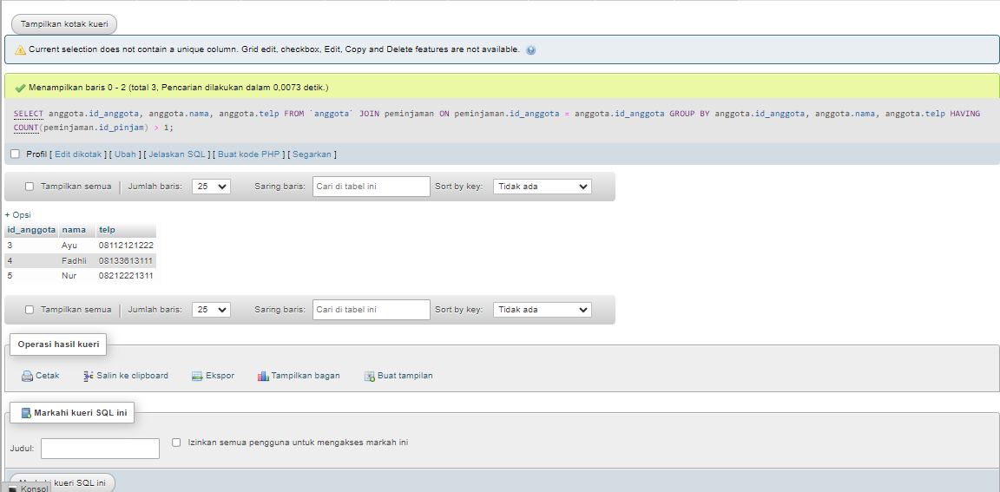 Tampilkan kotak kueri
Current selection does not contain a unique column. Grid edit, checkbox, Edit, Copy and Delete features are not available.
Menampilkan baris 0 - 2 (total 3, Pencarian dilakukan dalam 0,0073 detik.)
SELECT anggota.id_anggota, anggota.nama, anggota.telp FROM `anggota` JOIN peminjaman ON peminjaman.id_anggota = anggota.id_anggota GROUP BY anggota.id_anggota, anggota.nama, anggota.telp HAVING
COUNT(peminjaman.id_pinjam) > 1;
Profil [ Edit dikotak ] [ Ubah ] [ Jelaskan SQL ] [ Buat kode PHP ] [ Segarkan ]
Tampilkan semua | Jumlah baris: 25 Saring baris: Cari di tabel ini Sort by key: Tidak ada
+ Opsi
id_anggota nama telp
3 Ayu 08112121222
4 Fadhli 08133613111
5 Nur 08212221311
Tampilkan semua | Jumlah baris: 25 Saring baris: Cari di tabel ini Sort by key: Tidak ada
Operasi hasil kueri
Cetak Salin ke clipboard Ekspor Tampilkan bagan Buat tampilan
Markahi kueri SQL ini
Judul: Izinkan semua pengguna untuk mengakses markah ini
kueri SQL ini
Konsol